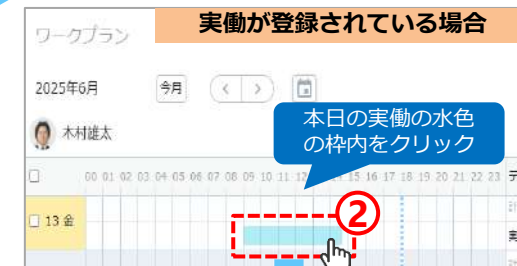 ワークプラン
実働が登録されている場合
2025年6月
今月
木村雄太
本日の実働の水色
の枠内をクリック
00 01 02 03 04 05 06 07 08 09 10 11 12 15 16 17 18 19 20 21 22 23
13 金
②